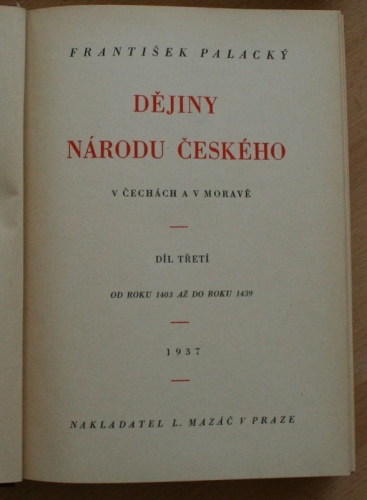 FRANTIŠEK PALACKÝ
DĚJINY
NÁRODU ČESKÉHO
V ČECHÁCH A V MORAVĚ
DÍL TŘETÍ
OD ROKU 1403 AŽ DO ROKU 1439
1937
NAKLADATEL L. MAZÁČ V PRAZE